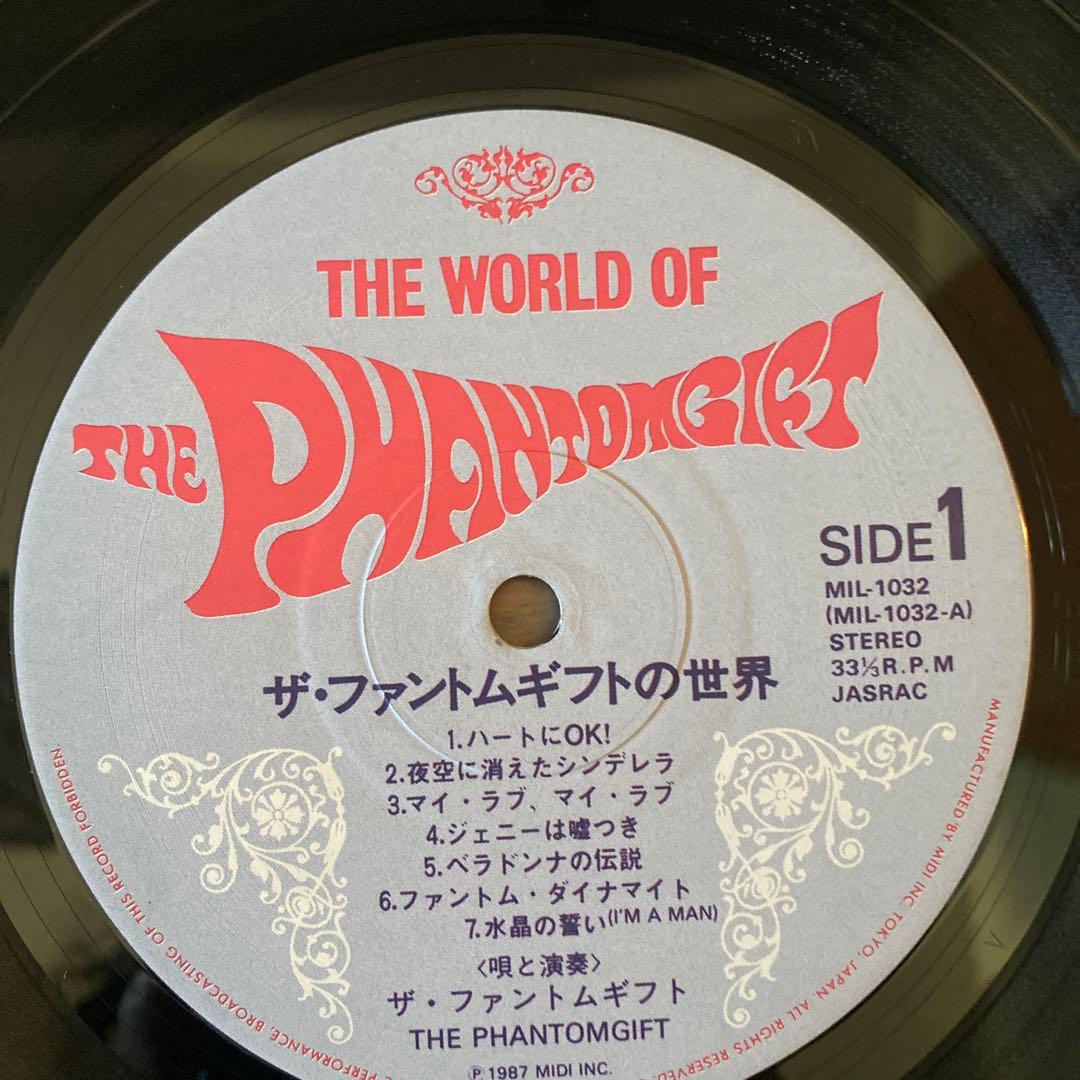 THE WORLD OF
THE PHANTOMGIFT
SIDE 1
MIL-1032
(MIL-1032-A)
STEREO
33⅓R.P.M
JASRAC
ザ・ファントムギフトの世界
1.ハートにOK!
2.夜空に消えたシンデレラ
3.マイ・ラブ、マイ・ラブ
4.ジェニーは嘘つき
5.ベラドンナの伝説
6.ファントム・ダイナマイト
7.水晶の誓い(I'M A MAN)
〈唄と演奏〉
ザ・ファントムギフト
THE PHANTOMGIFT
℗ 1987 MIDI INC.
MANUFACTURED BY MIDI INC TOKYO, JAPAN. ALL RIGHTS RESERVED.
PERFORMANCE, BROADCASTING OF THIS RECORD FORBIDDEN